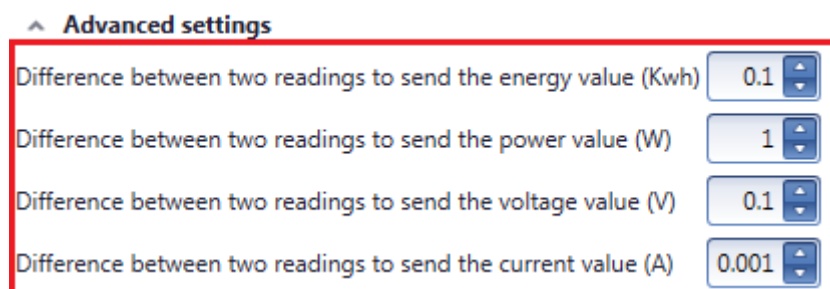 Advanced settings
Difference between two readings to send the energy value (Kwh) 0.1
Difference between two readings to send the power value (W) 1
Difference between two readings to send the voltage value (V) 0.1
Difference between two readings to send the current value (A) 0.001